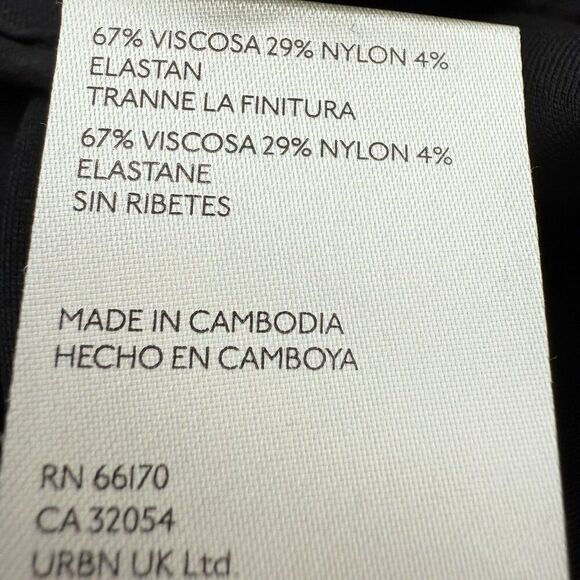 67% VISCOSA 29% NYLON 4%
ELASTAN
TRANNE LA FINITURA
67% VISCOSA 29% NYLON 4%
ELASTANE
SIN RIBETES
MADE IN CAMBODIA
HECHO EN CAMBOYA
RN 66170
CA 32054
URBN UK Ltd.